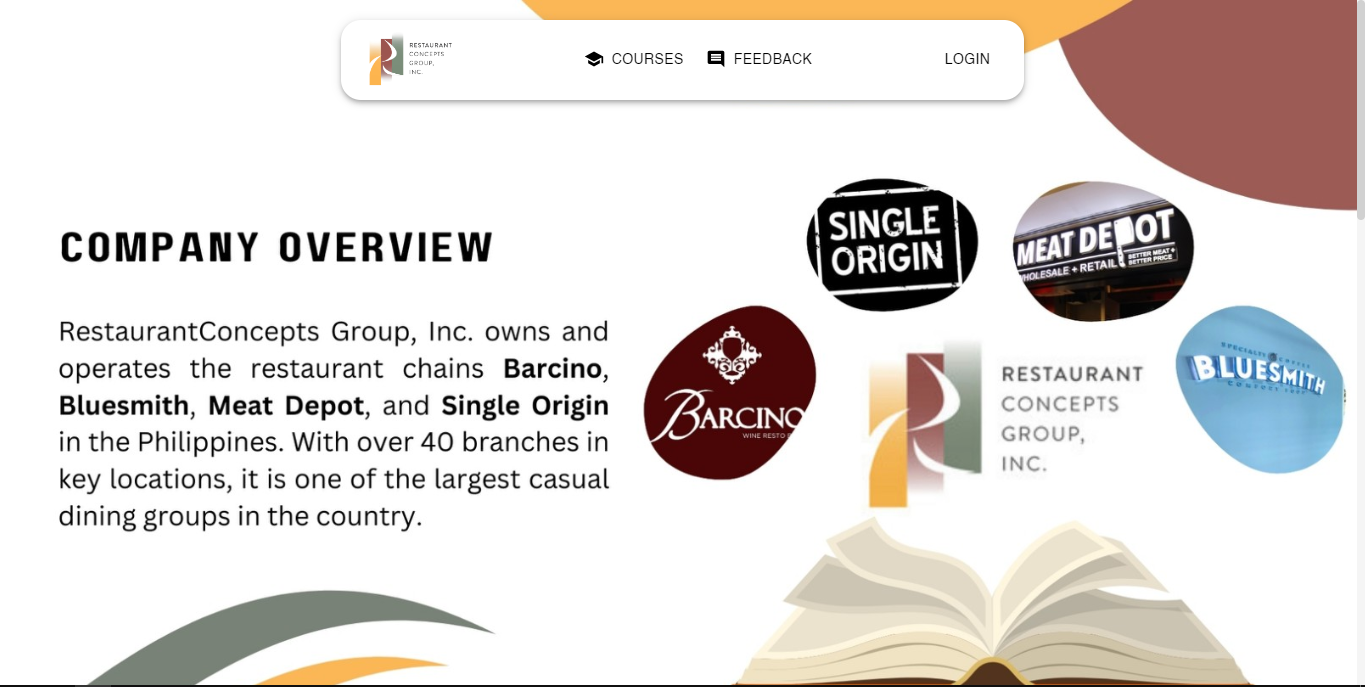 RESTAURANT
CONCEPTS
GROUP,
INC.
COURSES
FEEDBACK
LOGIN
COMPANY OVERVIEW
RestaurantConcepts Group, Inc. owns and
operates the restaurant chains Barcino,
Bluesmith, Meat Depot, and Single Origin
in the Philippines. With over 40 branches in
key locations, it is one of the largest casual
dining groups in the country.
SINGLE
ORIGIN
MEAT DEPOT
WHOLESALE + RETAIL
BETTER MEAT +
BETTER PRICE
BARCINO
WINE RESTO
SPECIALTY COFFEE
BLUESMITH
COMFORT FOOD
RESTAURANT
CONCEPTS
GROUP,
INC.